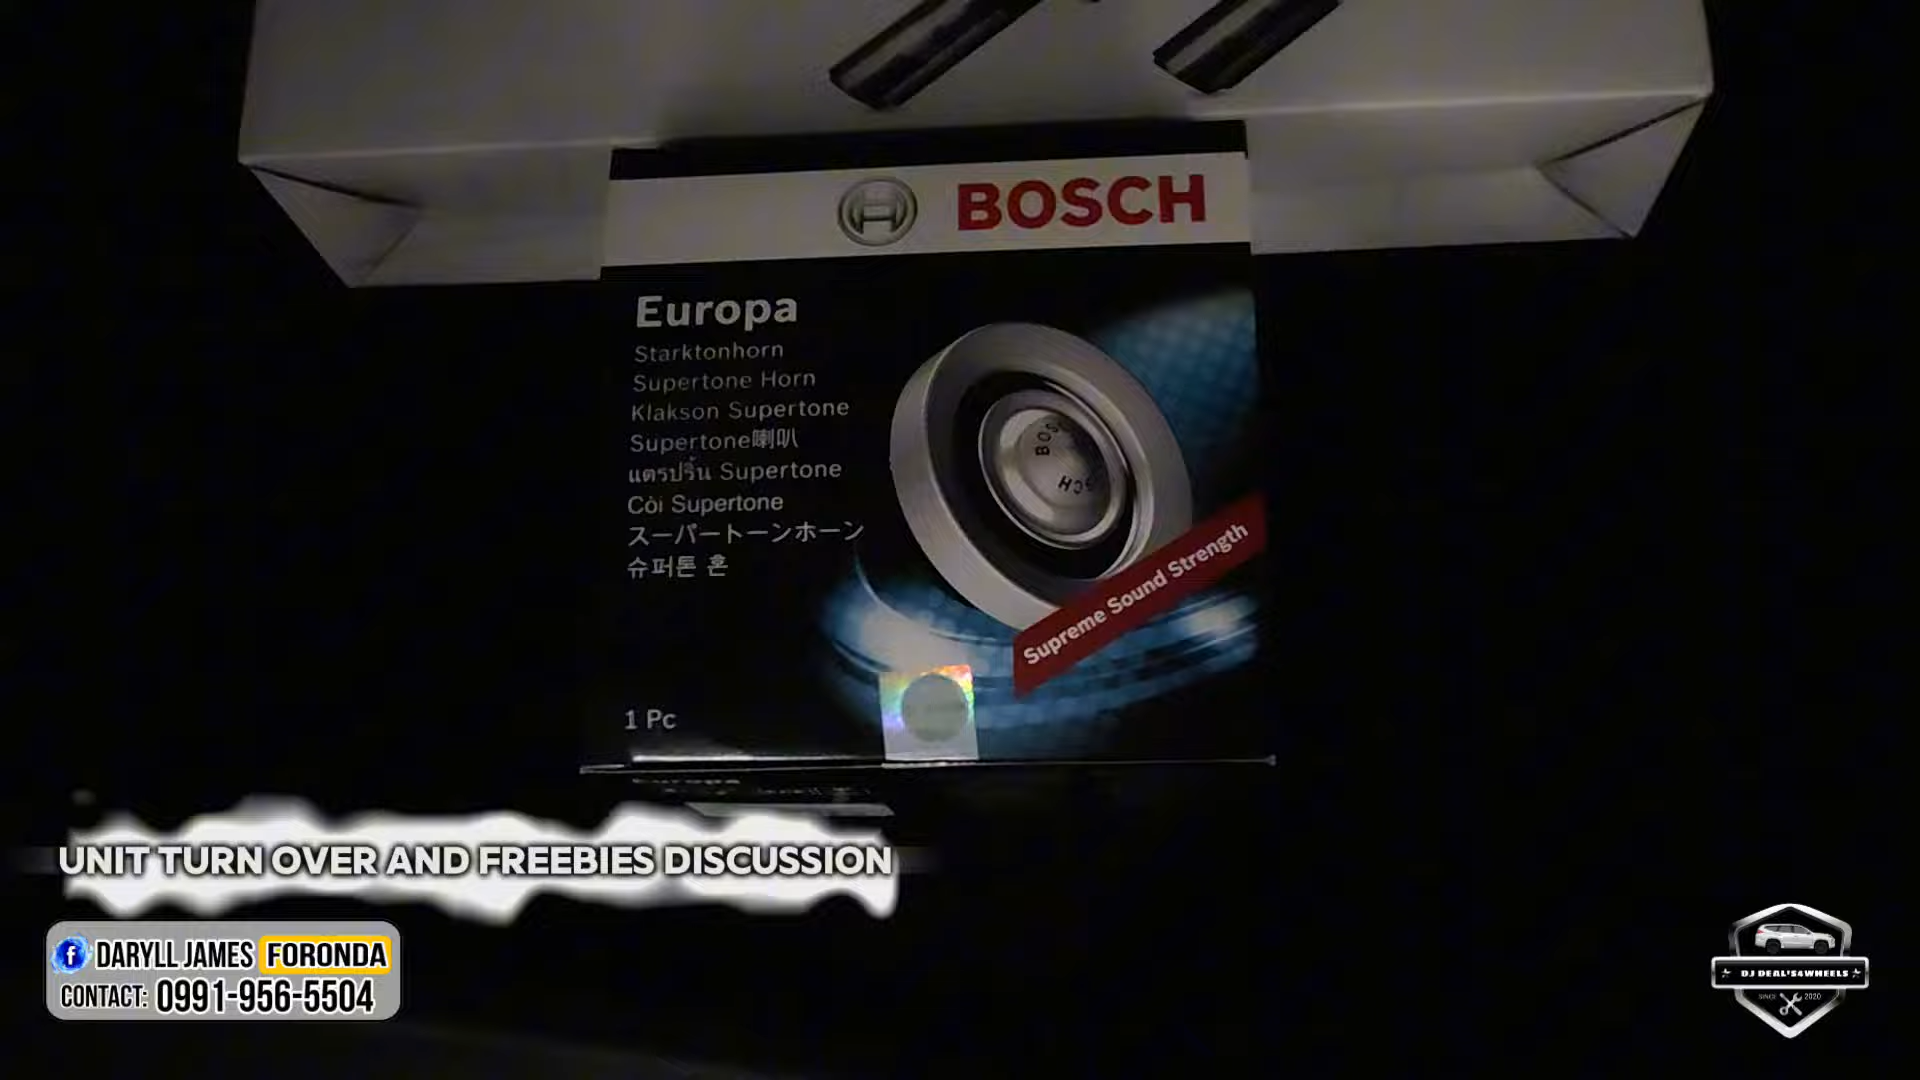 BOSCH
Europa
Starktonhorn
Supertone Horn
Klakson Supertone
Supertone喇叭
แตรปริ้น Supertone
Còi Supertone
スーパートーンホーン
슈퍼톤 혼
BOSCH
BOSCH
Supreme Sound Strength
1 Pc
Europa
UNIT TURN OVER AND FREEBIES DISCUSSION
DARYLL JAMES FORONDA
CONTACT: 0991-956-5504
DJ DEAL'S4WHEELS
SINCE 2020